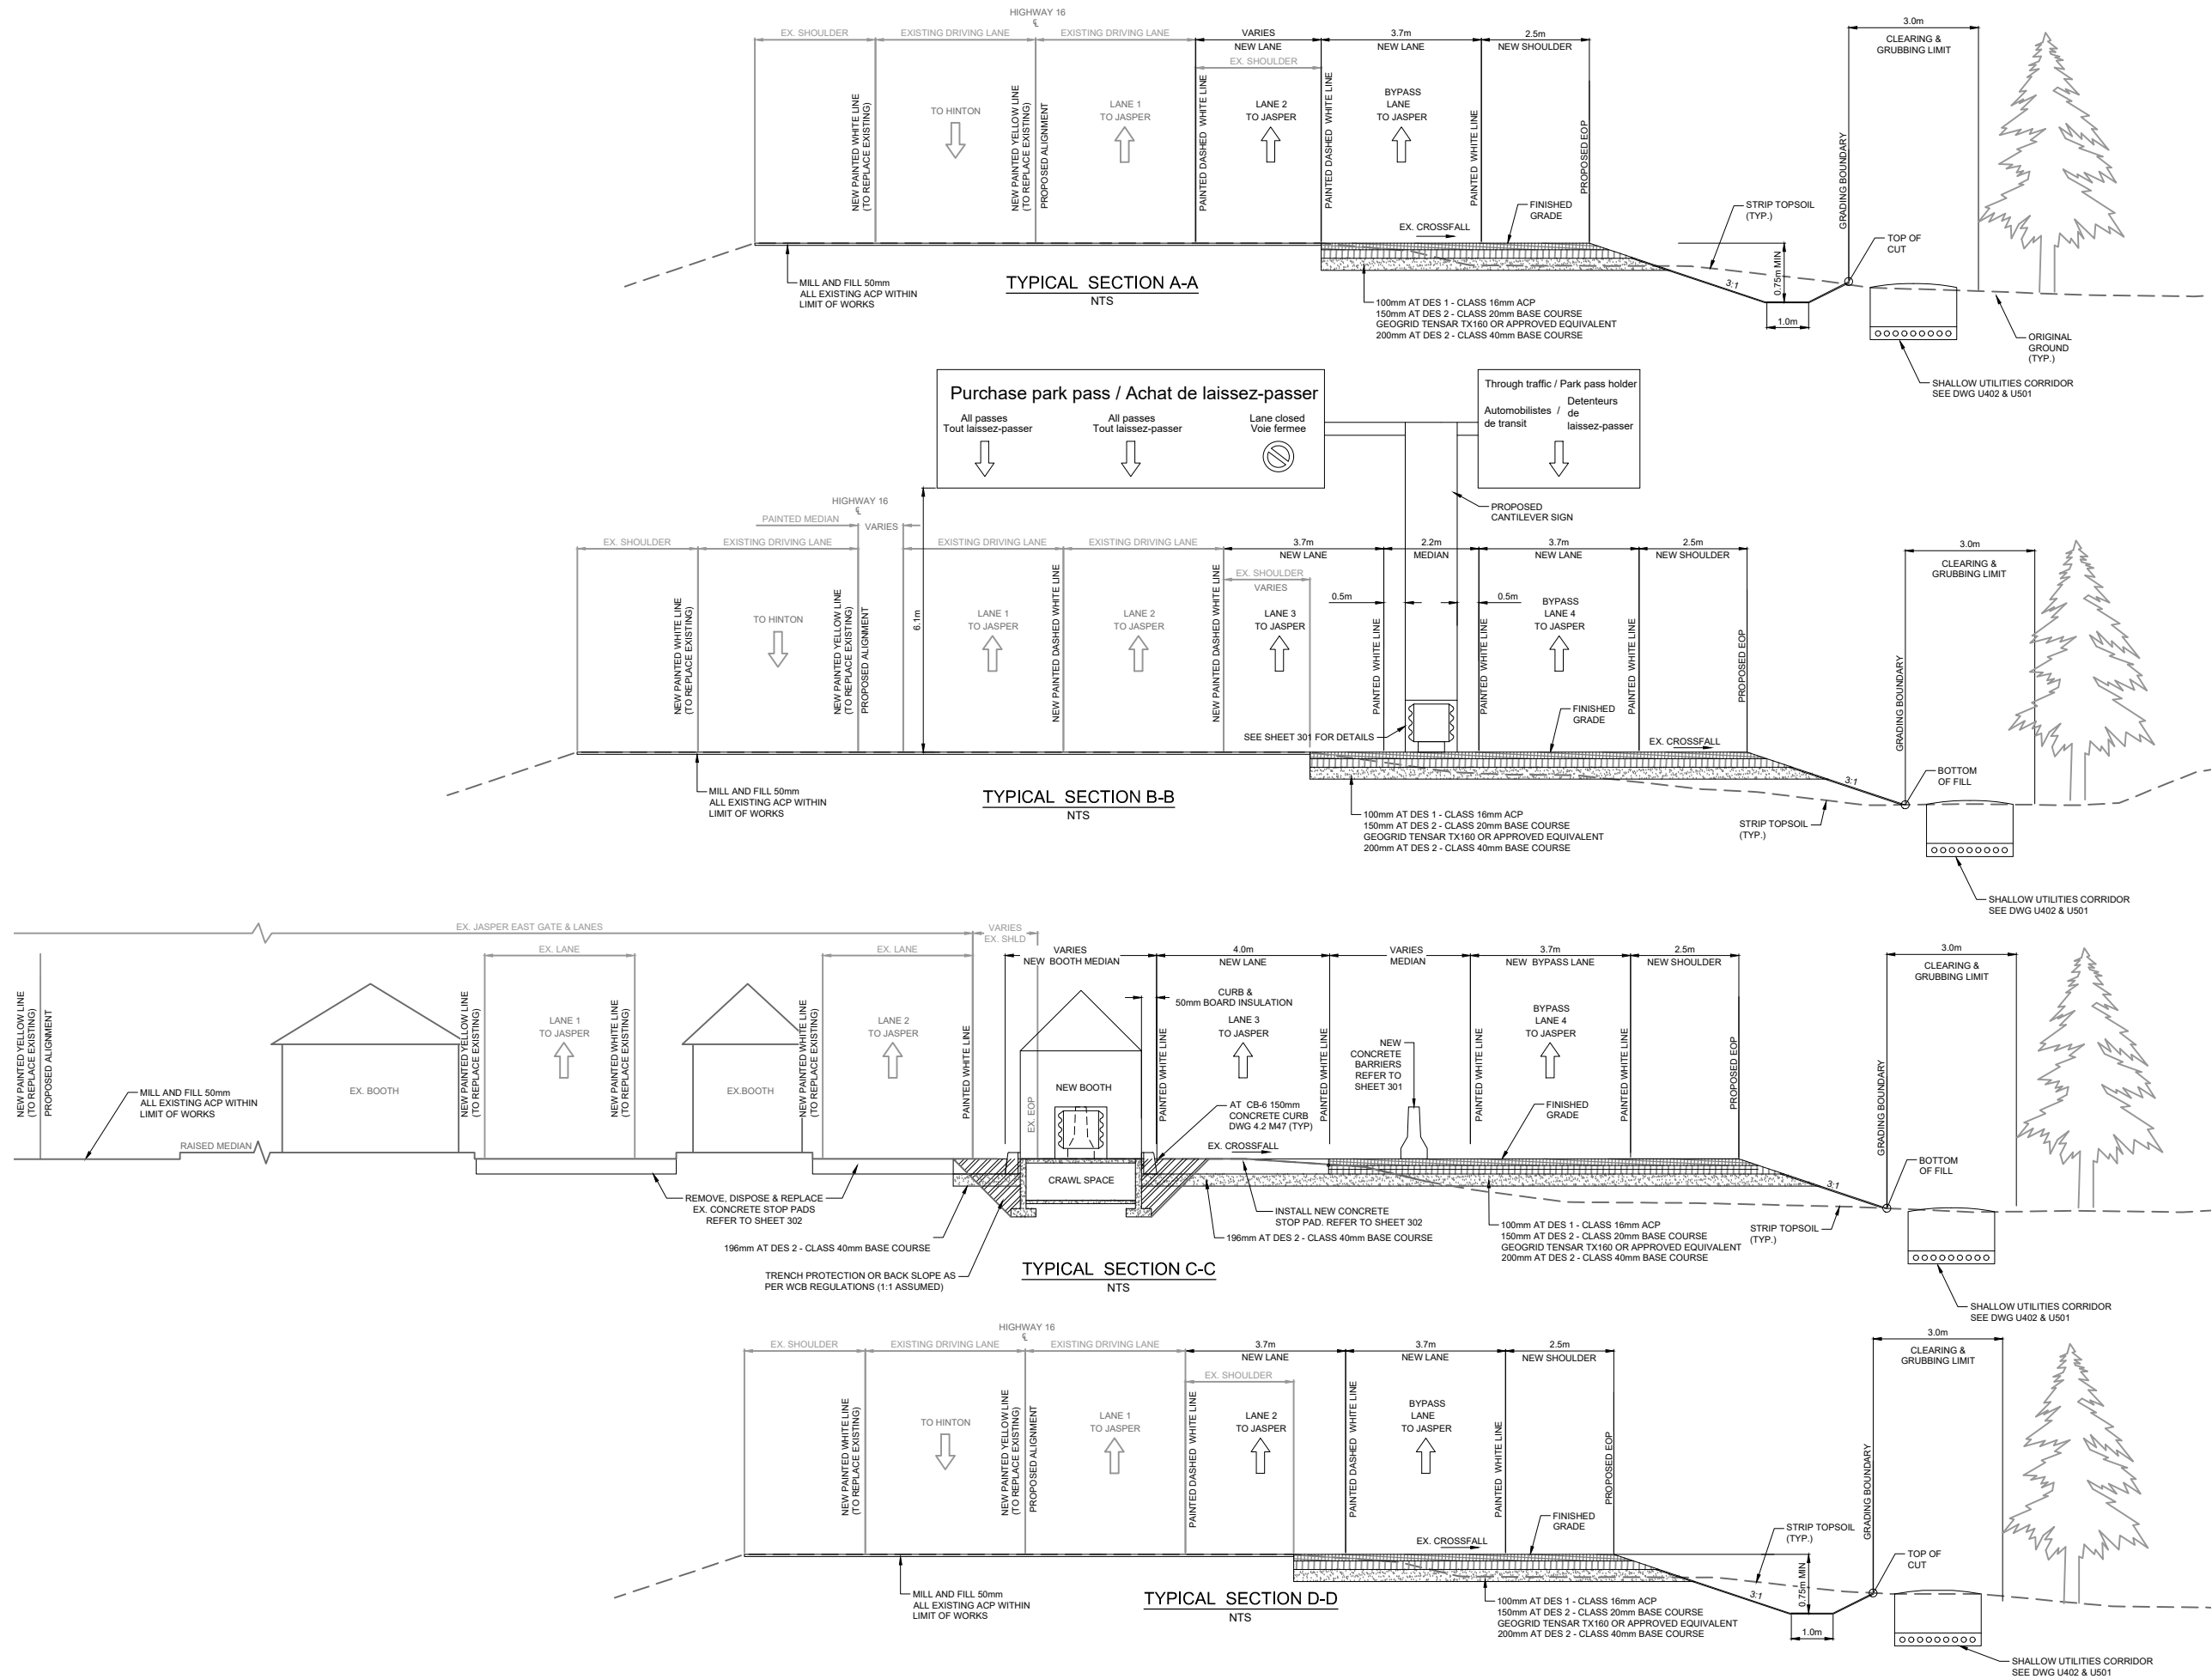 HIGHWAY 16
℄
EX. SHOULDER
EXISTING DRIVING LANE
EXISTING DRIVING LANE
VARIES
NEW LANE
EX. SHOULDER
3.7m
NEW LANE
2.5m
NEW SHOULDER
3.0m
CLEARING &
GRUBBING LIMIT
NEW PAINTED WHITE LINE
(TO REPLACE EXISTING)
TO HINTON
NEW PAINTED YELLOW LINE
(TO REPLACE EXISTING)
PROPOSED ALIGNMENT
LANE 1
TO JASPER
PAINTED DASHED WHITE LINE
LANE 2
TO JASPER
PAINTED DASHED WHITE LINE
BYPASS
LANE
TO JASPER
PAINTED WHITE LINE
PROPOSED EOP
GRADING BOUNDARY
FINISHED
GRADE
EX. CROSSFALL
STRIP TOPSOIL
(TYP.)
TOP OF
CUT
3:1
0.75m MIN
1.0m
MILL AND FILL 50mm
ALL EXISTING ACP WITHIN
LIMIT OF WORKS
TYPICAL SECTION A-A
NTS
100mm AT DES 1 - CLASS 16mm ACP
150mm AT DES 2 - CLASS 20mm BASE COURSE
GEOGRID TENSAR TX160 OR APPROVED EQUIVALENT
200mm AT DES 2 - CLASS 40mm BASE COURSE
ORIGINAL
GROUND
(TYP.)
SHALLOW UTILITIES CORRIDOR
SEE DWG U402 & U501
Purchase park pass / Achat de laissez-passer
All passes
Tout laissez-passer
All passes
Tout laissez-passer
Lane closed
Voie fermee
Through traffic / Park pass holder
Automobilistes /
de transit
Detenteurs
de
laissez-passer
PROPOSED
CANTILEVER SIGN
HIGHWAY 16
℄
PAINTED MEDIAN
VARIES
EX. SHOULDER
EXISTING DRIVING LANE
EXISTING DRIVING LANE
EXISTING DRIVING LANE
3.7m
NEW LANE
EX. SHOULDER
VARIES
2.2m
MEDIAN
3.7m
NEW LANE
2.5m
NEW SHOULDER
3.0m
CLEARING &
GRUBBING LIMIT
NEW PAINTED WHITE LINE
(TO REPLACE EXISTING)
TO HINTON
NEW PAINTED YELLOW LINE
(TO REPLACE EXISTING)
PROPOSED ALIGNMENT
6.1m
LANE 1
TO JASPER
NEW PAINTED DASHED WHITE LINE
LANE 2
TO JASPER
NEW PAINTED DASHED WHITE LINE
LANE 3
TO JASPER
0.5m
PAINTED WHITE LINE
0.5m
PAINTED WHITE LINE
BYPASS
LANE 4
TO JASPER
PAINTED WHITE LINE
PROPOSED EOP
GRADING BOUNDARY
SEE SHEET 301 FOR DETAILS
FINISHED
GRADE
EX. CROSSFALL
3:1
BOTTOM
OF FILL
MILL AND FILL 50mm
ALL EXISTING ACP WITHIN
LIMIT OF WORKS
TYPICAL SECTION B-B
NTS
100mm AT DES 1 - CLASS 16mm ACP
150mm AT DES 2 - CLASS 20mm BASE COURSE
GEOGRID TENSAR TX160 OR APPROVED EQUIVALENT
200mm AT DES 2 - CLASS 40mm BASE COURSE
STRIP TOPSOIL
(TYP.)
SHALLOW UTILITIES CORRIDOR
SEE DWG U402 & U501
EX. JASPER EAST GATE & LANES
VARIES
EX. SHLD
EX. LANE
EX. LANE
VARIES
NEW BOOTH MEDIAN
4.0m
NEW LANE
VARIES
MEDIAN
3.7m
NEW BYPASS LANE
2.5m
NEW SHOULDER
3.0m
CLEARING &
GRUBBING LIMIT
NEW PAINTED YELLOW LINE
(TO REPLACE EXISTING)
PROPOSED ALIGNMENT
MILL AND FILL 50mm
ALL EXISTING ACP WITHIN
LIMIT OF WORKS
RAISED MEDIAN
EX. BOOTH
NEW PAINTED YELLOW LINE
(TO REPLACE EXISTING)
LANE 1
TO JASPER
NEW PAINTED WHITE LINE
(TO REPLACE EXISTING)
EX.BOOTH
NEW PAINTED WHITE LINE
(TO REPLACE EXISTING)
LANE 2
TO JASPER
PAINTED WHITE LINE
EX. EOP
NEW BOOTH
CURB &
50mm BOARD INSULATION
PAINTED WHITE LINE
LANE 3
TO JASPER
AT CB-6 150mm
CONCRETE CURB
DWG 4.2 M47 (TYP)
EX. CROSSFALL
PAINTED WHITE LINE
NEW
CONCRETE
BARRIERS
REFER TO
SHEET 301
PAINTED WHITE LINE
BYPASS
LANE 4
TO JASPER
FINISHED
GRADE
PAINTED WHITE LINE
PROPOSED EOP
GRADING BOUNDARY
3:1
BOTTOM
OF FILL
CRAWL SPACE
REMOVE, DISPOSE & REPLACE
EX. CONCRETE STOP PADS
REFER TO SHEET 302
196mm AT DES 2 - CLASS 40mm BASE COURSE
TRENCH PROTECTION OR BACK SLOPE AS
PER WCB REGULATIONS (1:1 ASSUMED)
INSTALL NEW CONCRETE
STOP PAD. REFER TO SHEET 302
196mm AT DES 2 - CLASS 40mm BASE COURSE
TYPICAL SECTION C-C
NTS
100mm AT DES 1 - CLASS 16mm ACP
150mm AT DES 2 - CLASS 20mm BASE COURSE
GEOGRID TENSAR TX160 OR APPROVED EQUIVALENT
200mm AT DES 2 - CLASS 40mm BASE COURSE
STRIP TOPSOIL
(TYP.)
SHALLOW UTILITIES CORRIDOR
SEE DWG U402 & U501
HIGHWAY 16
℄
EX. SHOULDER
EXISTING DRIVING LANE
EXISTING DRIVING LANE
3.7m
NEW LANE
EX. SHOULDER
3.7m
NEW LANE
2.5m
NEW SHOULDER
3.0m
CLEARING &
GRUBBING LIMIT
NEW PAINTED WHITE LINE
(TO REPLACE EXISTING)
TO HINTON
NEW PAINTED YELLOW LINE
(TO REPLACE EXISTING)
PROPOSED ALIGNMENT
LANE 1
TO JASPER
PAINTED DASHED WHITE LINE
LANE 2
TO JASPER
PAINTED DASHED WHITE LINE
BYPASS
LANE
TO JASPER
PAINTED WHITE LINE
PROPOSED EOP
GRADING BOUNDARY
FINISHED
GRADE
EX. CROSSFALL
STRIP TOPSOIL
(TYP.)
TOP OF
CUT
3:1
0.75m MIN
1.0m
MILL AND FILL 50mm
ALL EXISTING ACP WITHIN
LIMIT OF WORKS
TYPICAL SECTION D-D
NTS
100mm AT DES 1 - CLASS 16mm ACP
150mm AT DES 2 - CLASS 20mm BASE COURSE
GEOGRID TENSAR TX160 OR APPROVED EQUIVALENT
200mm AT DES 2 - CLASS 40mm BASE COURSE
SHALLOW UTILITIES CORRIDOR
SEE DWG U402 & U501